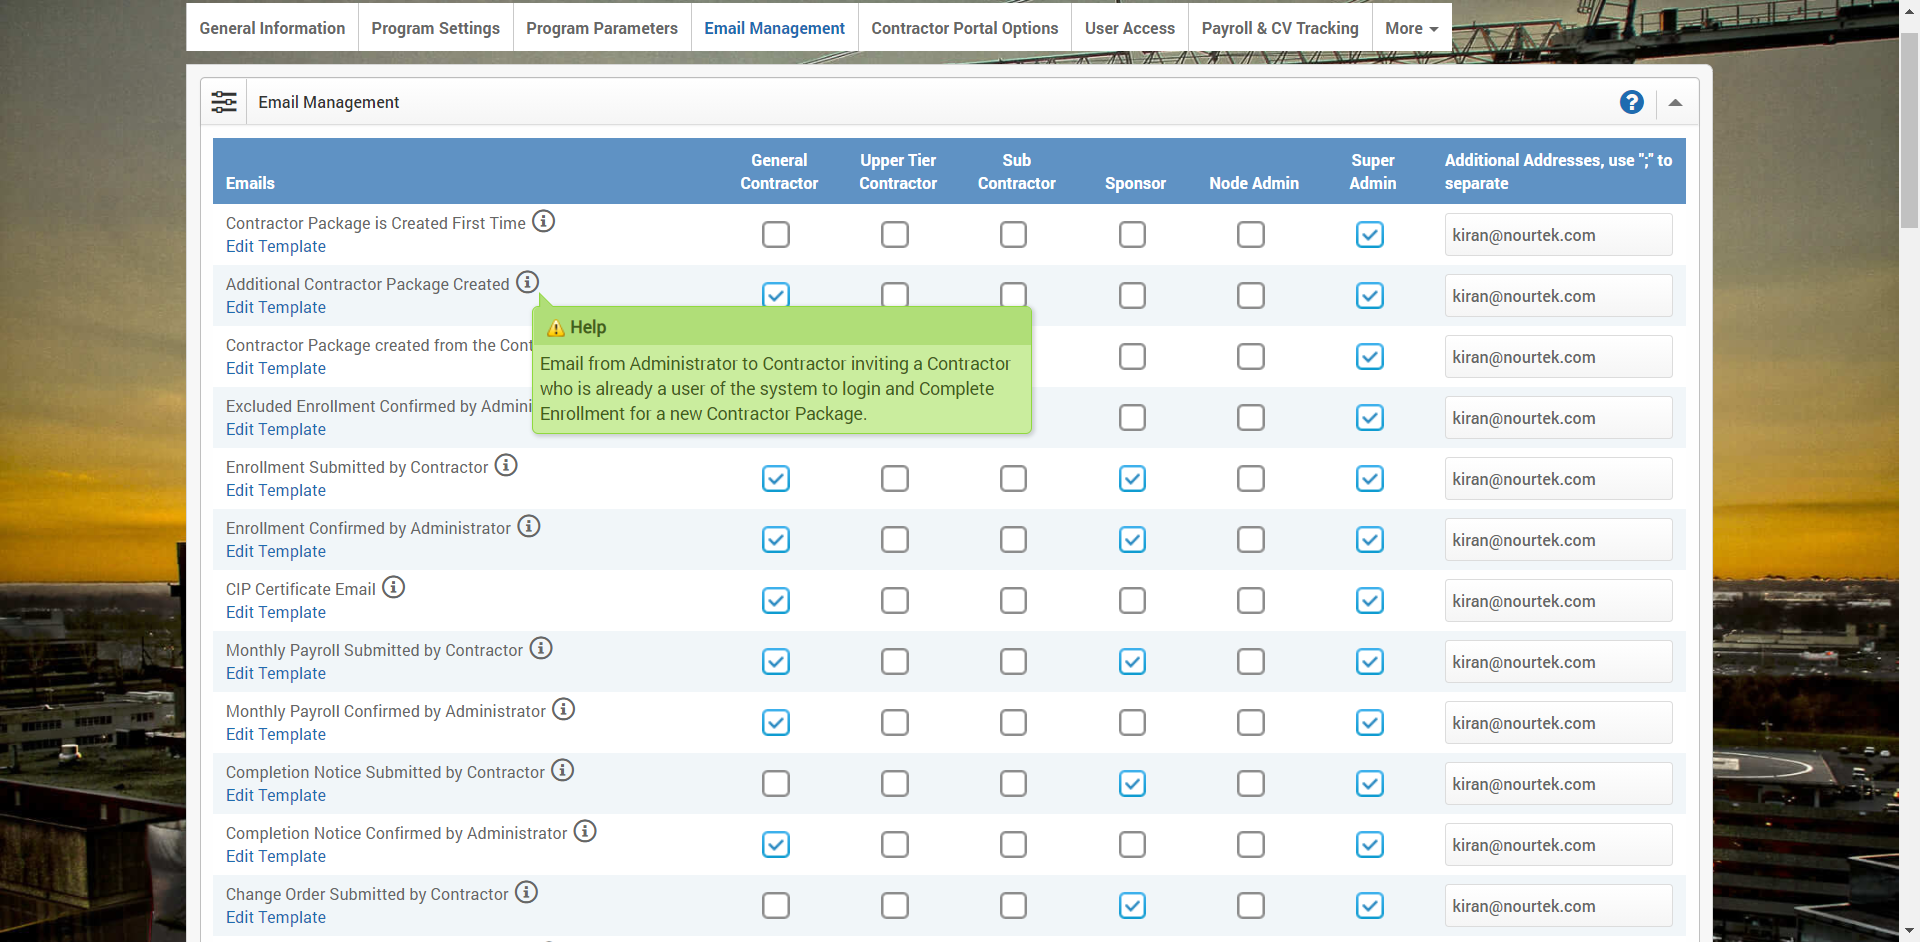 General Information
Program Settings
Program Parameters
Email Management
Contractor Portal Options
User Access
Payroll & CV Tracking
More
Email Management
?
Emails
General Contractor
Upper Tier Contractor
Sub Contractor
Sponsor
Node Admin
Super Admin
Additional Addresses, use ";" to separate
Contractor Package is Created First Time
Edit Template
kiran@nourtek.com
Additional Contractor Package Created
Edit Template
kiran@nourtek.com
Help
Email from Administrator to Contractor inviting a Contractor
who is already a user of the system to login and Complete
Enrollment for a new Contractor Package.
Contractor Package created from the Cont
Edit Template
kiran@nourtek.com
Excluded Enrollment Confirmed by Admini
Edit Template
kiran@nourtek.com
Enrollment Submitted by Contractor
Edit Template
kiran@nourtek.com
Enrollment Confirmed by Administrator
Edit Template
kiran@nourtek.com
CIP Certificate Email
Edit Template
kiran@nourtek.com
Monthly Payroll Submitted by Contractor
Edit Template
kiran@nourtek.com
Monthly Payroll Confirmed by Administrator
Edit Template
kiran@nourtek.com
Completion Notice Submitted by Contractor
Edit Template
kiran@nourtek.com
Completion Notice Confirmed by Administrator
Edit Template
kiran@nourtek.com
Change Order Submitted by Contractor
Edit Template
kiran@nourtek.com